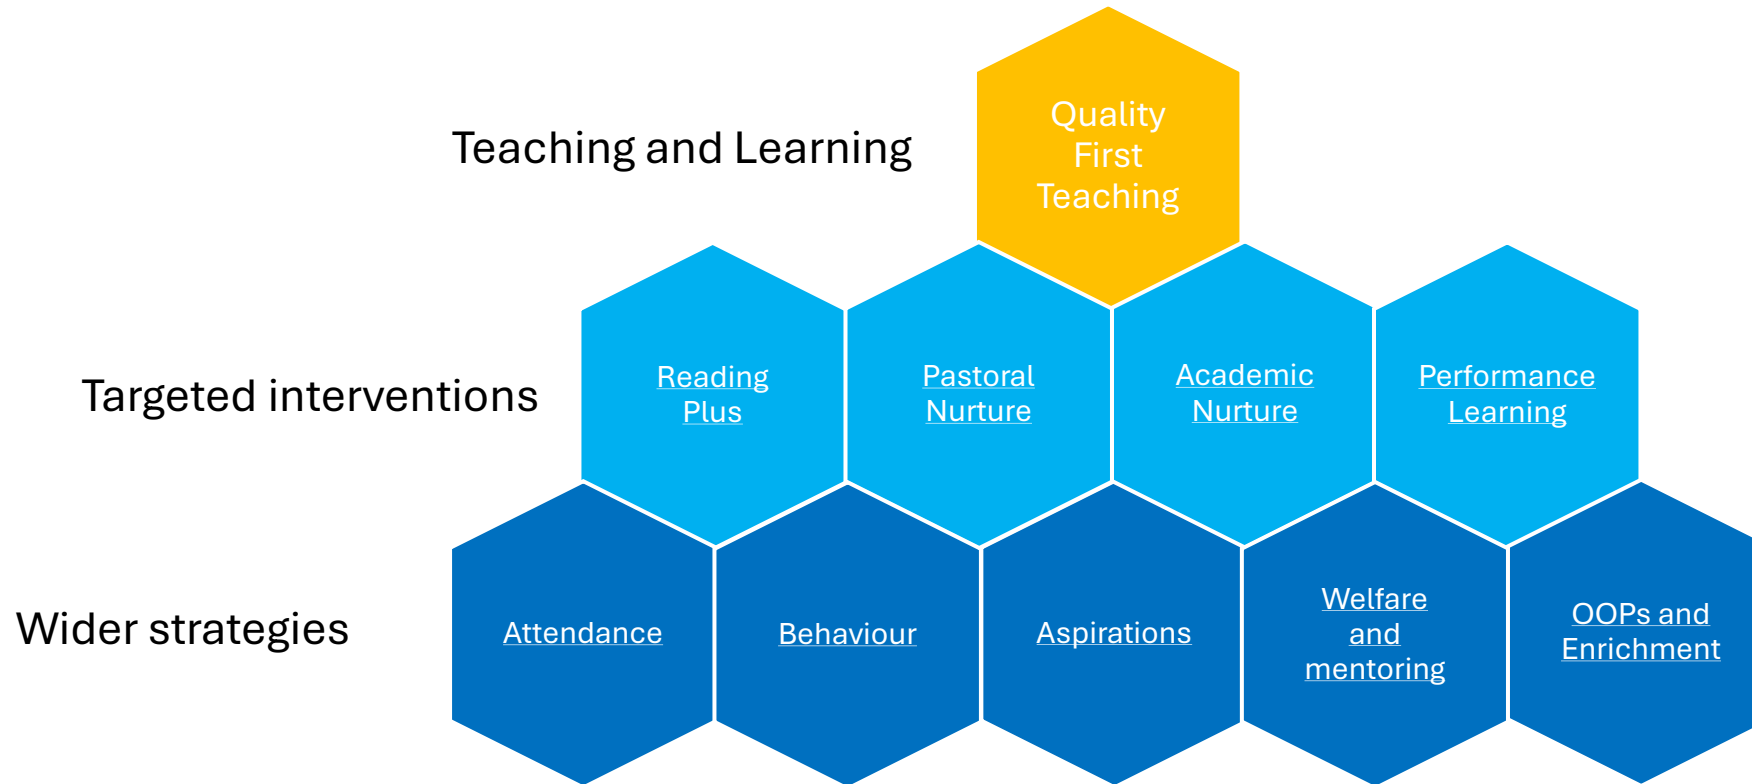 Quality
First
Teaching
Teaching and Learning
Targeted interventions
Reading
Plus
Pastoral
Nurture
Academic
Nurture
Performance
Learning
Wider strategies
Attendance
Behaviour
Aspirations
Welfare
and
mentoring
OOPs and
Enrichment